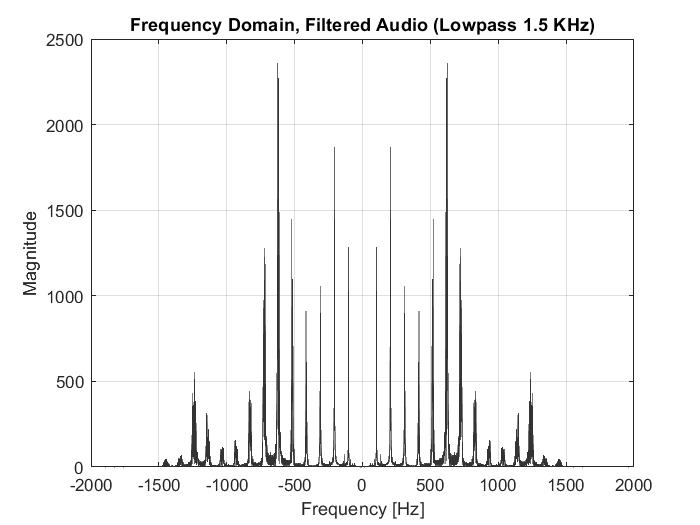 Frequency Domain, Filtered Audio (Lowpass 1.5 KHz)
2500
2000
1500
1000
500
0
Magnitude
-2000 -1500 -1000 -500 0 500 1000 1500 2000
Frequency [Hz]